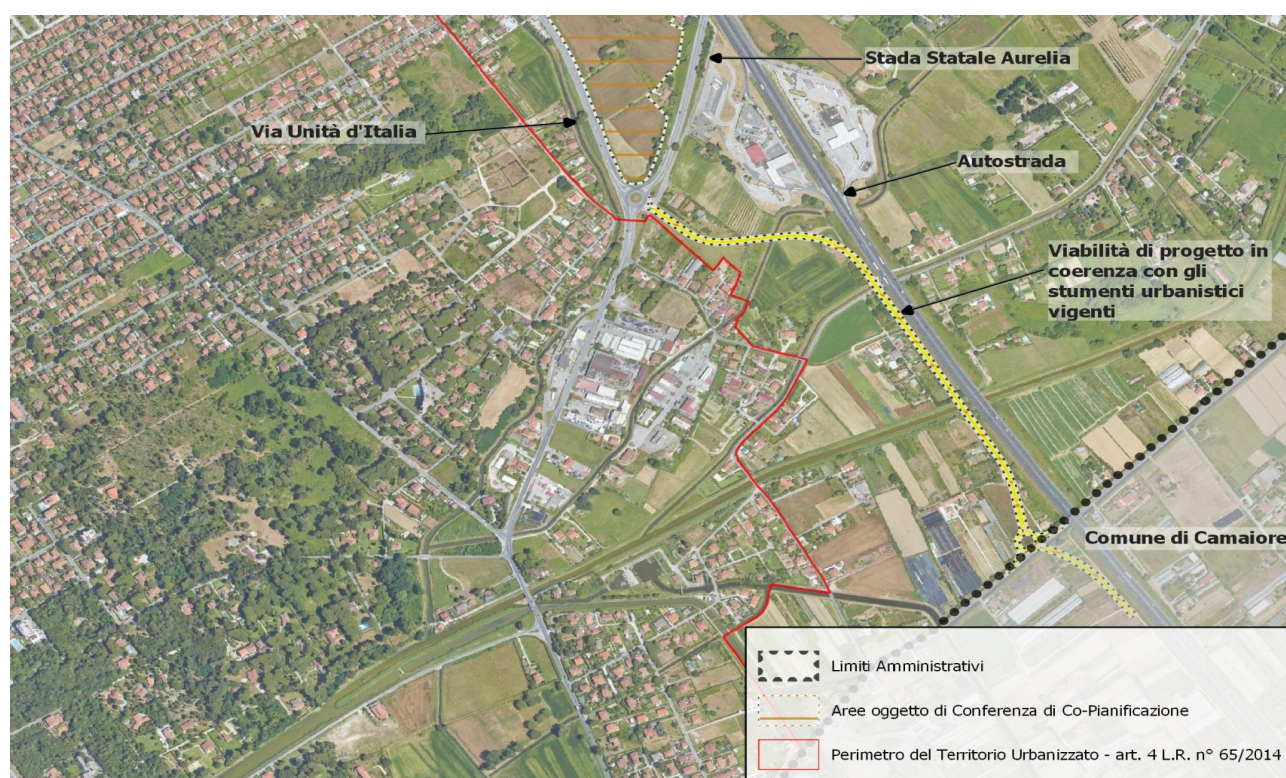 Stada Statale Aurelia
Via Unità d'Italia
Autostrada
Viabilità di progetto in
coerenza con gli
stumenti urbanistici
vigenti
Comune di Camaiore
Limiti Amministrativi
Aree oggetto di Conferenza di Co-Pianificazione
Perimetro del Territorio Urbanizzato - art. 4 L.R. n° 65/2014